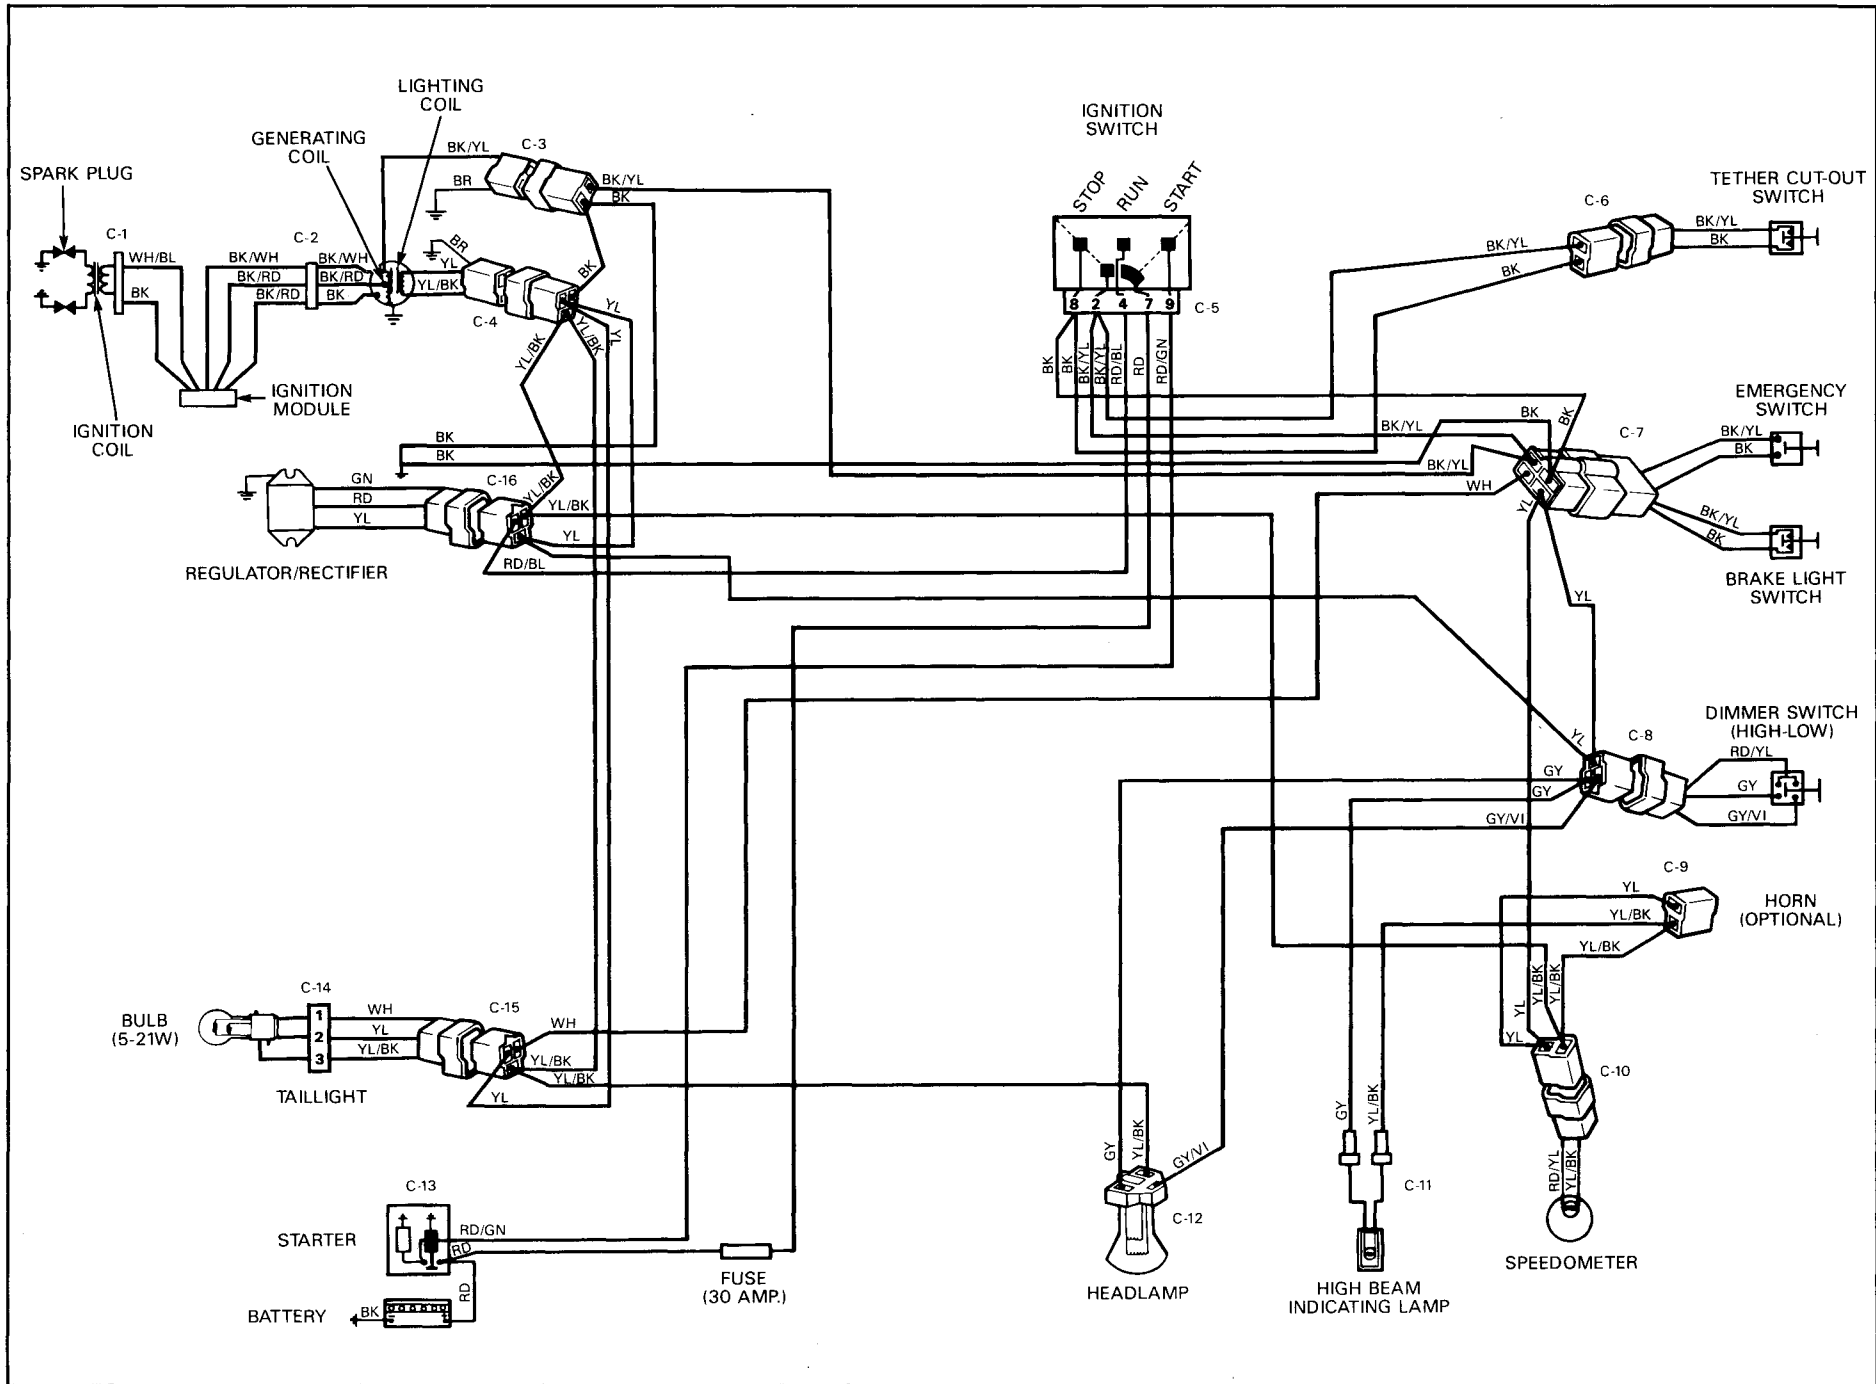 LIGHTING
COIL
GENERATING
COIL
SPARK PLUG
C-1
WH/BL
BK
C-2
BK/WH
BK/WH
BK/RD
BK/RD
BK/RD
BK
BK/YL
BR
C-3
BK/YL
BK
BR
YL
YL/BK
C-4
BK
YL
YL
YL/BK
YL/BK
IGNITION
MODULE
IGNITION
COIL
BK
BK
IGNITION
SWITCH
STOP
RUN
START
8
2
4
7
9
C-5
BK
BK
BK/YL
BK/YL
RD/BL
RD
RD/GN
TETHER CUT-OUT
SWITCH
C-6
BK/YL
BK
BK/YL
BK
EMERGENCY
SWITCH
C-7
BK/YL
BK
BK
BK/YL
BK
BK/YL
WH
YL
BK/YL
BK
BRAKE LIGHT
SWITCH
YL
GN
RD
YL
C-16
YL/BK
YL/BK
YL
RD/BL
REGULATOR/RECTIFIER
DIMMER SWITCH
(HIGH-LOW)
C-8
YL
RD/YL
GY
GY
GY
GY/VI
GY/VI
C-9
YL
YL/BK
YL/BK
HORN
(OPTIONAL)
YL
YL
YL/BK
YL/BK
C-10
RD/YL
YL/BK
SPEEDOMETER
BULB
(5-21W)
C-14
1
2
3
WH
YL
YL/BK
C-15
WH
YL/BK
YL/BK
YL
TAILLIGHT
C-13
STARTER
RD/GN
RD
RD
BATTERY
BK
FUSE
(30 AMP.)
GY
YL/BK
GY/VI
C-12
HEADLAMP
GY
YL/BK
C-11
HIGH BEAM
INDICATING LAMP